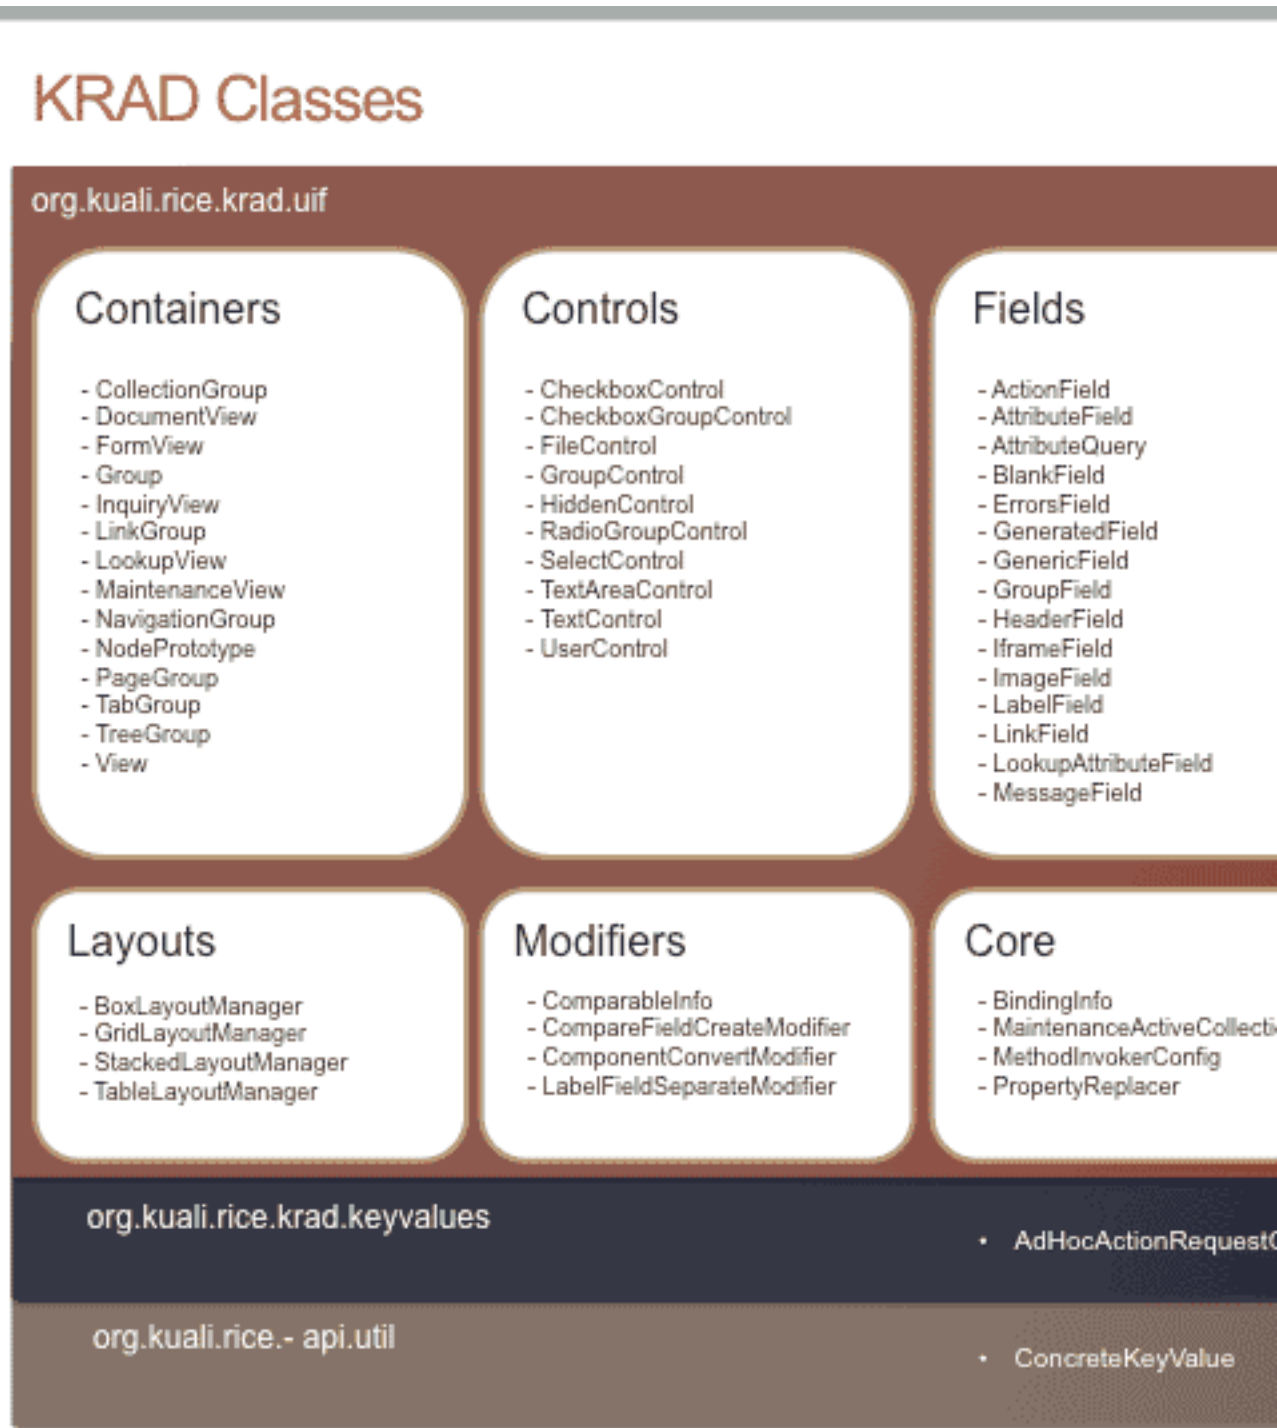 KRAD Classes
org.kuali.rice.krad.uif
Containers
- CollectionGroup
- DocumentView
- FormView
- Group
- InquiryView
- LinkGroup
- LookupView
- MaintenanceView
- NavigationGroup
- NodePrototype
- PageGroup
- TabGroup
- TreeGroup
- View
Controls
- CheckboxControl
- CheckboxGroupControl
- FileControl
- GroupControl
- HiddenControl
- RadioGroupControl
- SelectControl
- TextAreaControl
- TextControl
- UserControl
Fields
- ActionField
- AttributeField
- AttributeQuery
- BlankField
- ErrorsField
- GeneratedField
- GenericField
- GroupField
- HeaderField
- IframeField
- ImageField
- LabelField
- LinkField
- LookupAttributeField
- MessageField
Layouts
- BoxLayoutManager
- GridLayoutManager
- StackedLayoutManager
- TableLayoutManager
Modifiers
- ComparableInfo
- CompareFieldCreateModifier
- ComponentConvertModifier
- LabelFieldSeparateModifier
Core
- BindingInfo
- MaintenanceActiveCollecti
- MethodInvokerConfig
- PropertyReplacer
org.kuali.rice.krad.keyvalues
• AdHocActionRequest
org.kuali.rice.- api.util
• ConcreteKeyValue